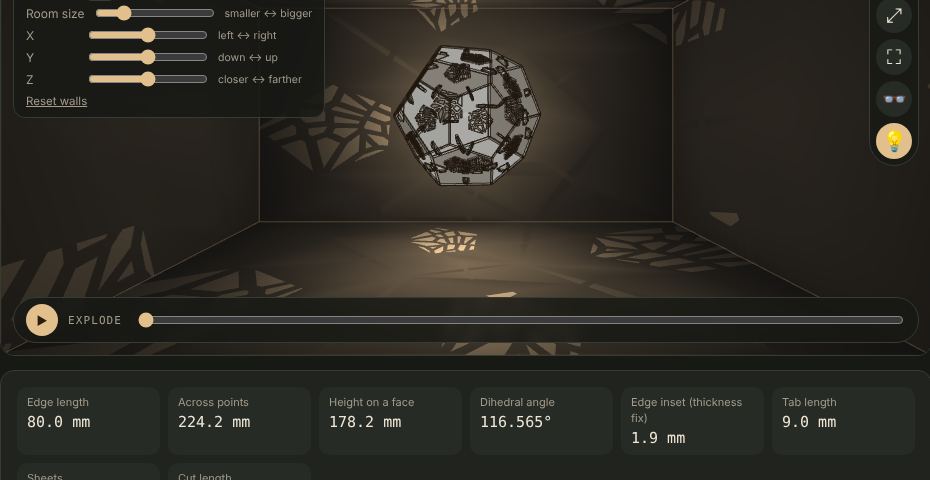 Room size smaller ↔ bigger
X left ↔ right
Y down ↔ up
Z closer ↔ farther
Reset walls
EXPLODE
Edge length
80.0 mm
Across points
224.2 mm
Height on a face
178.2 mm
Dihedral angle
116.565°
Edge inset (thickness
fix)
1.9 mm
Tab length
9.0 mm
Sheets
Cut length